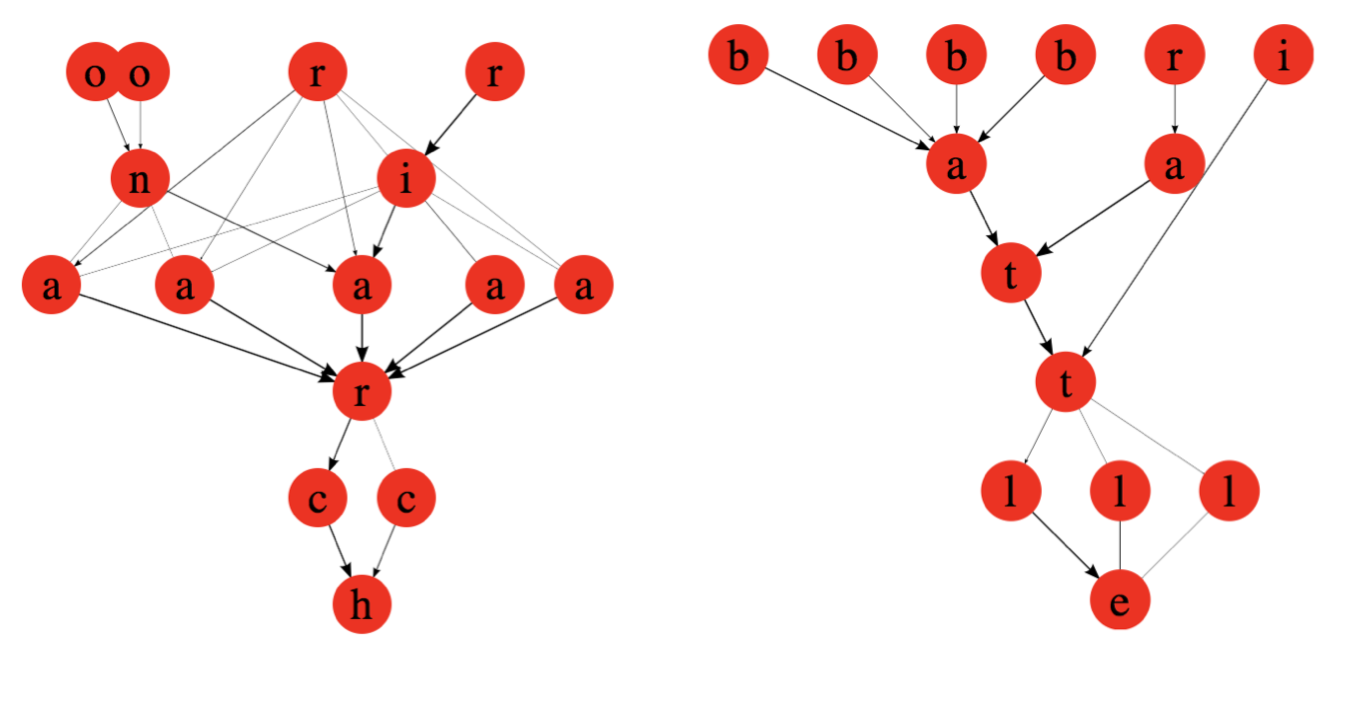 o o r r
n i
a a a a a
r
c c
h
b b b b r i
a a
t
t
l l l
e